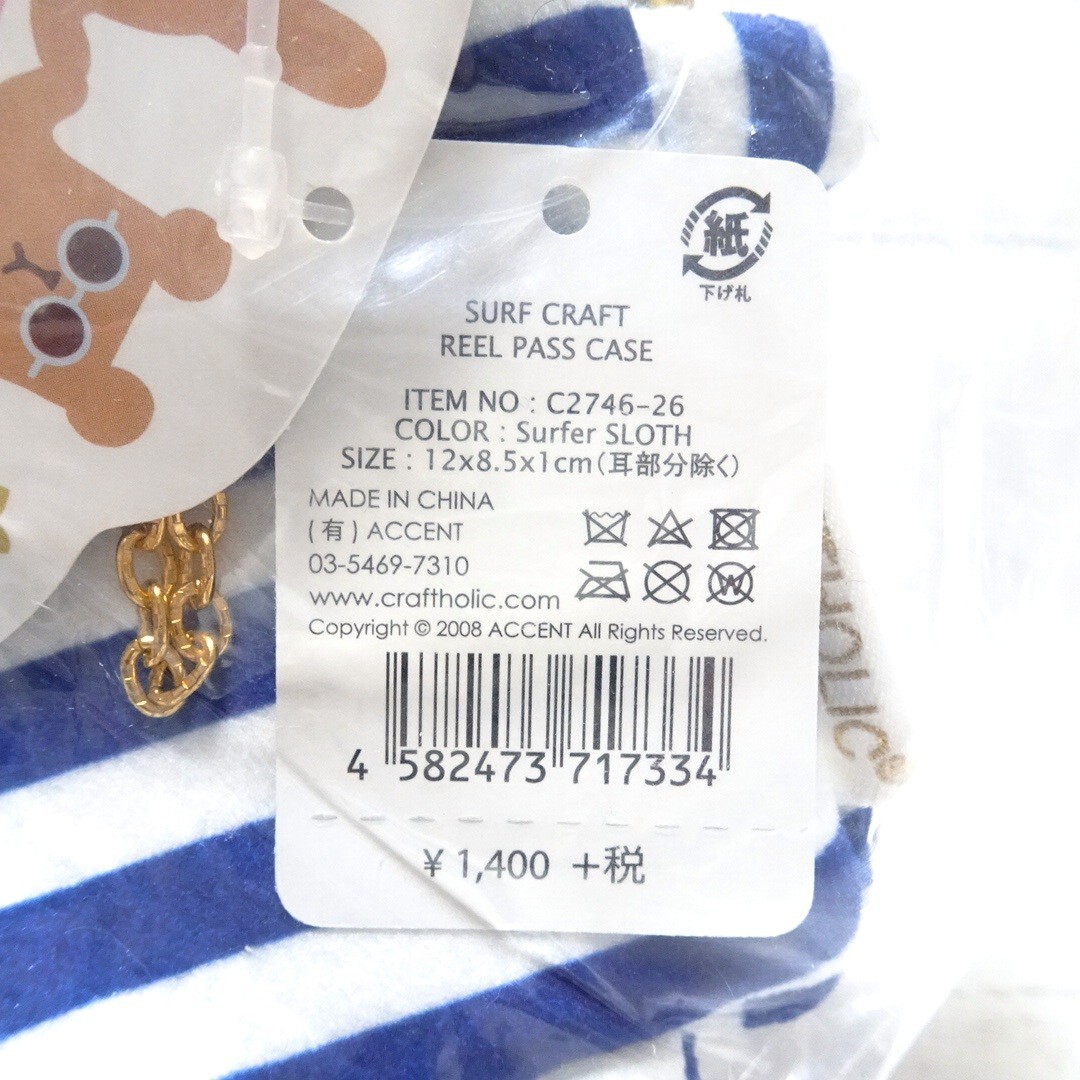 紙
下げ札
SURF CRAFT
REEL PASS CASE
ITEM NO : C2746-26
COLOR : Surfer SLOTH
SIZE : 12x8.5x1cm(耳部分除く)
MADE IN CHINA
(有) ACCENT
03-5469-7310
www.craftholic.com
Copyright © 2008 ACCENT All Rights Reserved.
W
4 582473 717334
¥ 1,400 +税